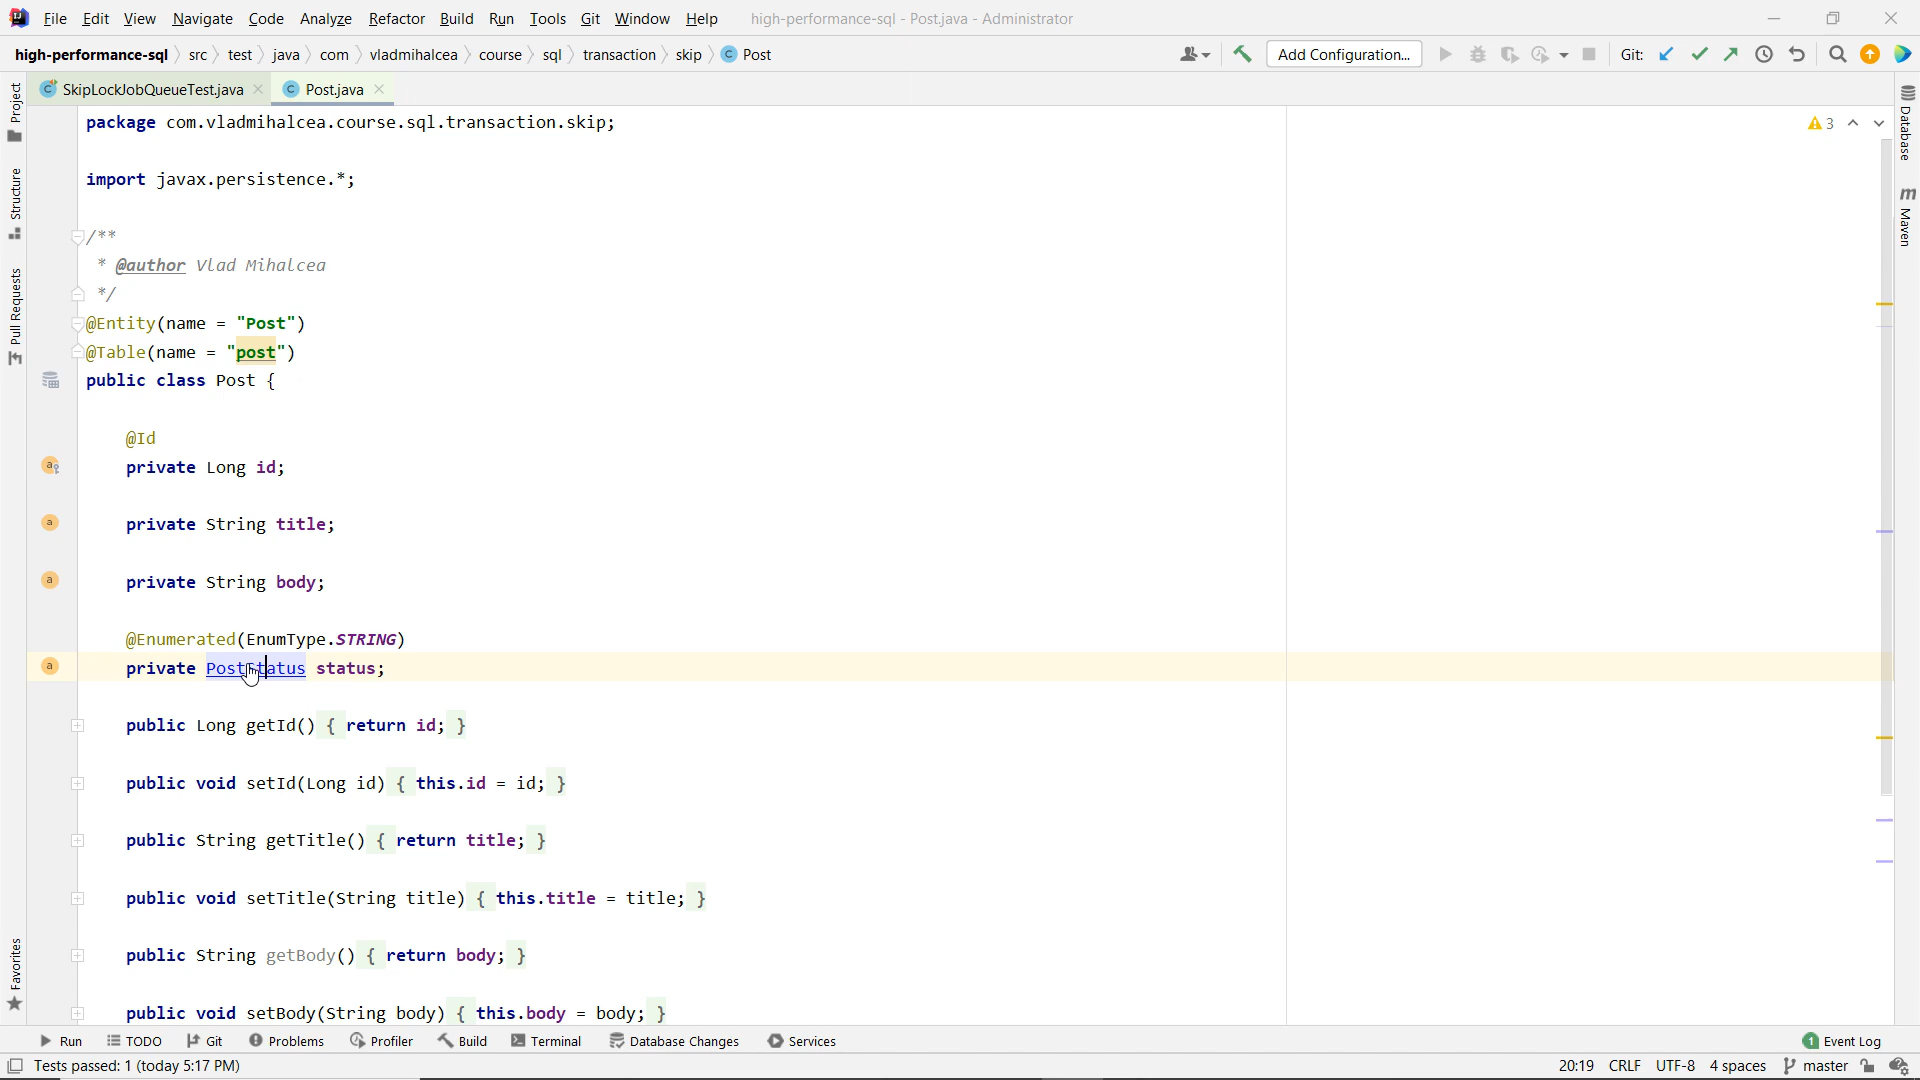 File Edit View Navigate Code Analyze Refactor Build Run Tools Git Window Help high-performance-sql - Post.java - Administrator
high-performance-sql src test java com vladmihalcea course sql transaction skip Post Add Configuration... Git:
SkipLockJobQueueTest.java Post.java
package com.vladmihalcea.course.sql.transaction.skip;
3
import javax.persistence.*;
/**
* @author Vlad Mihalcea
*/
@Entity(name = "Post")
@Table(name = "post")
public class Post {
@Id
private Long id;
private String title;
private String body;
@Enumerated(EnumType.STRING)
private PostStatus status;
public Long getId() { return id; }
public void setId(Long id) { this.id = id; }
public String getTitle() { return title; }
public void setTitle(String title) { this.title = title; }
public String getBody() { return body; }
public void setBody(String body) { this.body = body; }
Project
Structure
Pull Requests
Favorites
Database
Maven
Run TODO Git Problems Profiler Build Terminal Database Changes Services 1 Event Log
Tests passed: 1 (today 5:17 PM) 20:19 CRLF UTF-8 4 spaces master